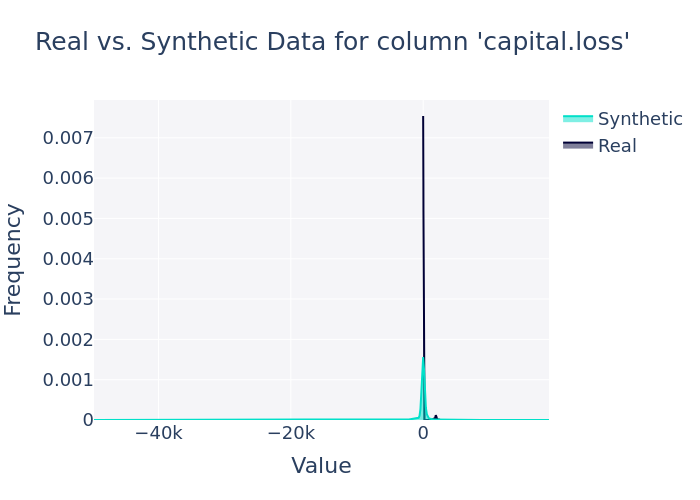 Real vs. Synthetic Data for column 'capital.loss'
Synthetic
Real
0.007
0.006
0.005
0.004
0.003
0.002
0.001
0
Frequency
−40k
−20k
0
Value